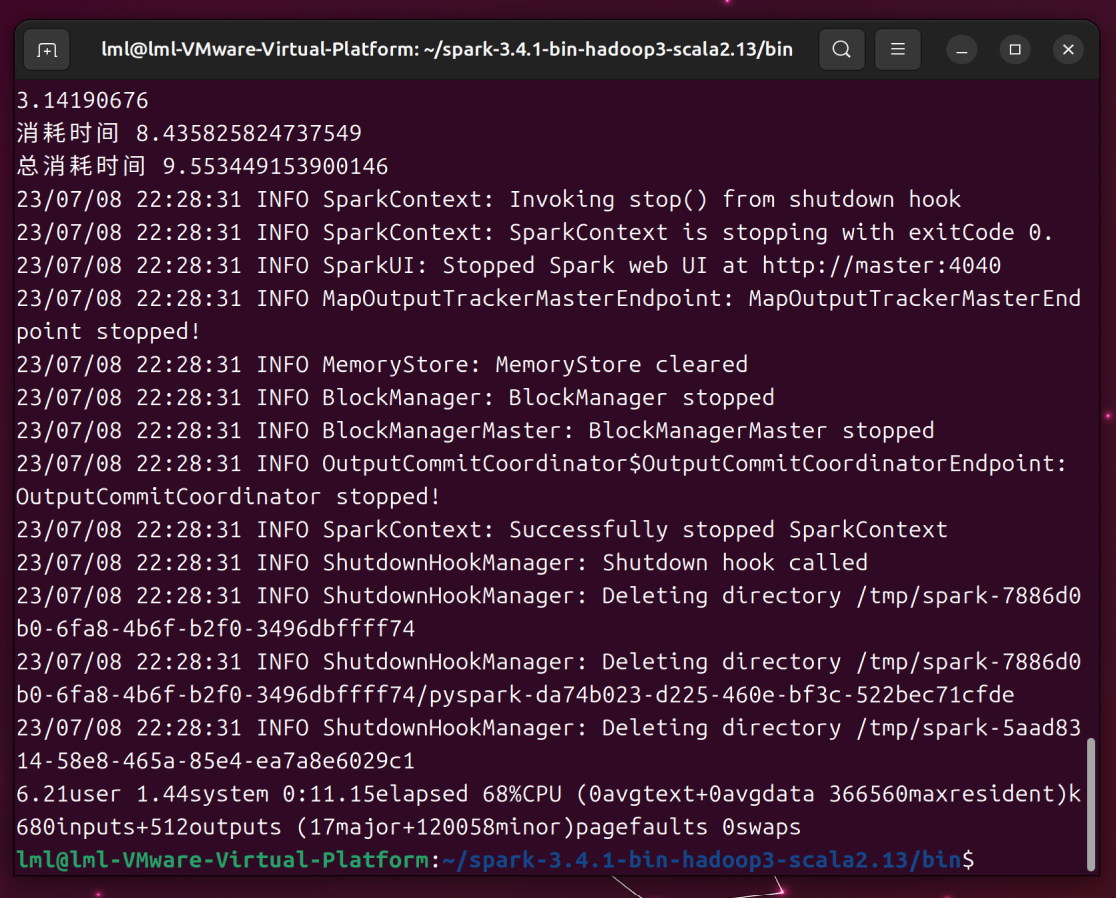 lml@lml-VMware-Virtual-Platform: ~/spark-3.4.1-bin-hadoop3-scala2.13/bin
3.14190676
消耗时间 8.435825824737549
总消耗时间 9.553449153900146
23/07/08 22:28:31 INFO SparkContext: Invoking stop() from shutdown hook
23/07/08 22:28:31 INFO SparkContext: SparkContext is stopping with exitCode 0.
23/07/08 22:28:31 INFO SparkUI: Stopped Spark web UI at http://master:4040
23/07/08 22:28:31 INFO MapOutputTrackerMasterEndpoint: MapOutputTrackerMasterEnd
point stopped!
23/07/08 22:28:31 INFO MemoryStore: MemoryStore cleared
23/07/08 22:28:31 INFO BlockManager: BlockManager stopped
23/07/08 22:28:31 INFO BlockManagerMaster: BlockManagerMaster stopped
23/07/08 22:28:31 INFO OutputCommitCoordinator$OutputCommitCoordinatorEndpoint:
OutputCommitCoordinator stopped!
23/07/08 22:28:31 INFO SparkContext: Successfully stopped SparkContext
23/07/08 22:28:31 INFO ShutdownHookManager: Shutdown hook called
23/07/08 22:28:31 INFO ShutdownHookManager: Deleting directory /tmp/spark-7886d0
b0-6fa8-4b6f-b2f0-3496dbffff74
23/07/08 22:28:31 INFO ShutdownHookManager: Deleting directory /tmp/spark-7886d0
b0-6fa8-4b6f-b2f0-3496dbffff74/pyspark-da74b023-d225-460e-bf3c-522bec71cfde
23/07/08 22:28:31 INFO ShutdownHookManager: Deleting directory /tmp/spark-5aad83
14-58e8-465a-85e4-ea7a8e6029c1
6.21user 1.44system 0:11.15elapsed 68%CPU (0avgtext+0avgdata 366560maxresident)k
680inputs+512outputs (17major+120058minor)pagefaults 0swaps
lml@lml-VMware-Virtual-Platform:~/spark-3.4.1-bin-hadoop3-scala2.13/bin$